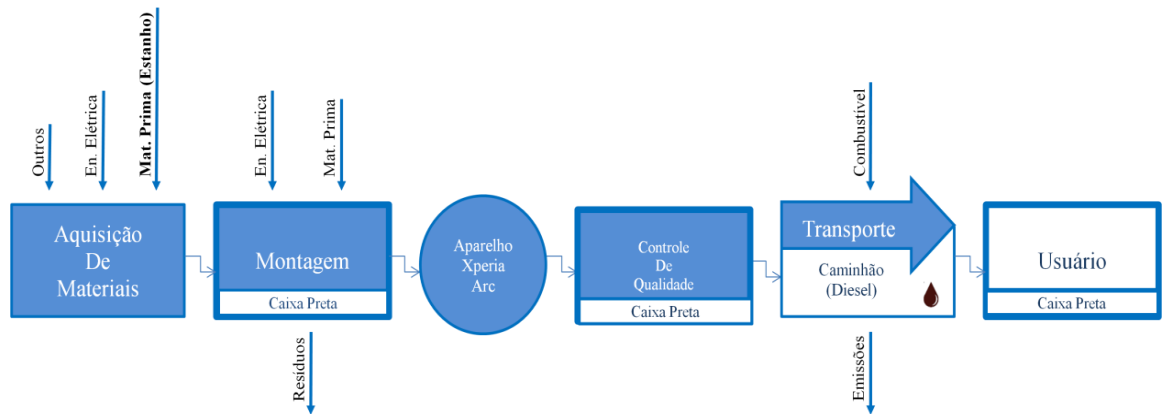 Outros
En. Elétrica
Mat. Prima (Estanho)
En. Elétrica
Mat. Prima
Combustivel
Aquisição
De
Materiais
Montagem
Caixa Preta
Aparelho
Xperia
Arc
Controle
De
Qualidade
Caixa Preta
Transporte
Caminhão
(Diesel)
Usuário
Caixa Preta
Resíduos
Emissões